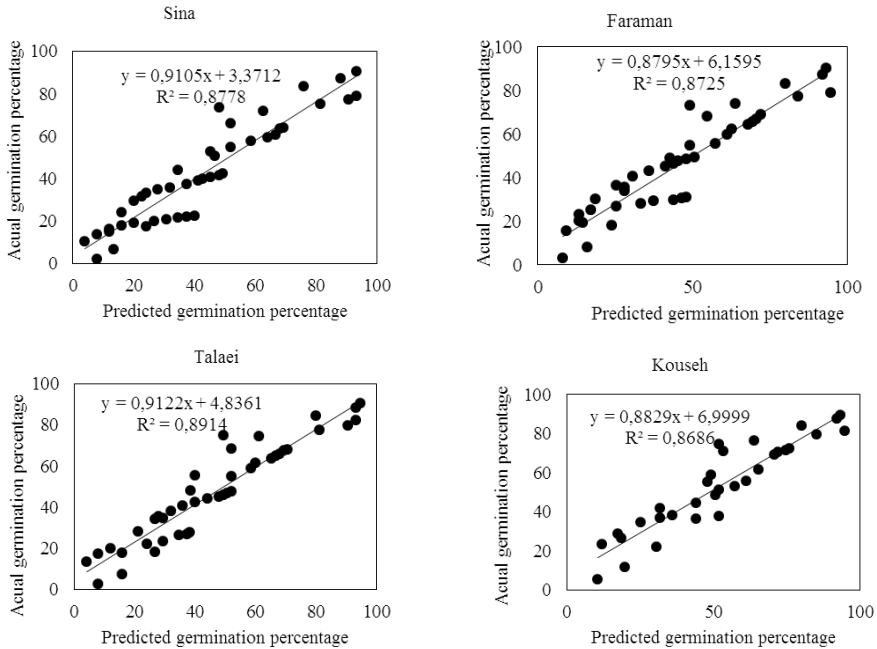 Sina
Acual germination percentage
100
80
60
40
20
0
y = 0,9105x + 3,3712
R² = 0,8778
0 20 40 60 80 100
Predicted germination percentage
Faraman
Acual germination percentage
100
80
60
40
20
0
y = 0,8795x + 6,1595
R² = 0,8725
0 50 100
Predicted germination percentage
Talaei
Acual germination percentage
100
80
60
40
20
0
y = 0,9122x + 4,8361
R² = 0,8914
0 20 40 60 80 100
Predicted germination percentage
Kouseh
Acual germination percentage
100
80
60
40
20
0
y = 0,8829x + 6,9999
R² = 0,8686
0 50 100
Predicted germination percentage